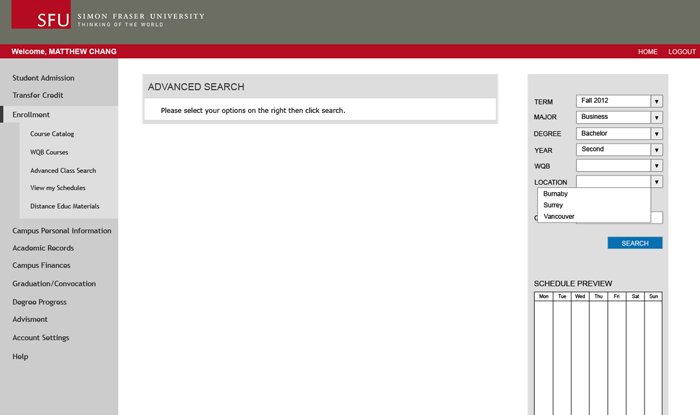 SFU
SIMON FRASER UNIVERSITY
THINKING OF THE WORLD
Welcome, MATTHEW CHANG
HOME
LOGOUT
Student Admission
Transfer Credit
Enrollment
Course Catalog
WQB Courses
Advanced Class Search
View my Schedules
Distance Educ Materials
Campus Personal Information
Academic Records
Campus Finances
Graduation/Convocation
Degree Progress
Advisment
Account Settings
Help
ADVANCED SEARCH
Please select your options on the right then click search.
TERM Fall 2012
MAJOR Business
DEGREE Bachelor
YEAR Second
WQB
LOCATION
Burnaby
Surrey
Vancouver
SEARCH
SCHEDULE PREVIEW
Mon Tue Wed Thu Fri Sat Sun